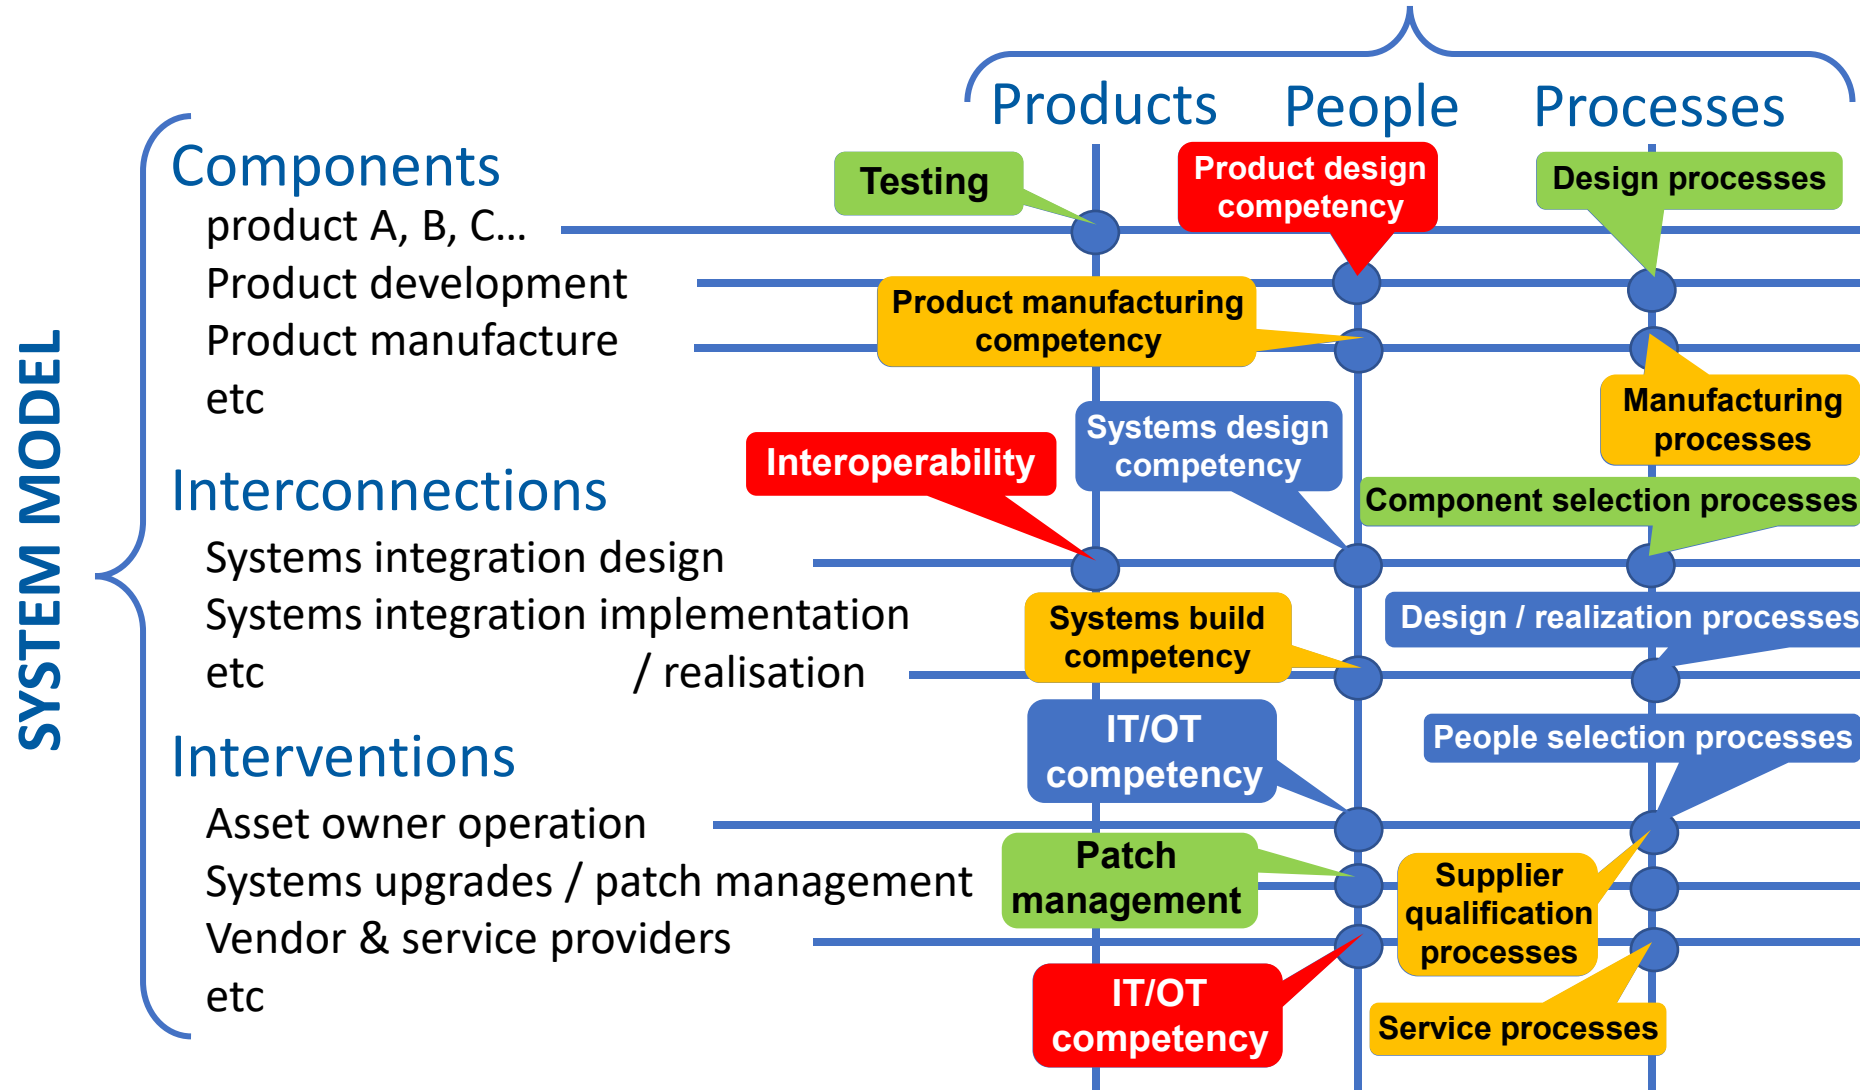 Products People Processes
SYSTEM MODEL
Components
product A, B, C...
Product development
Product manufacture
etc
Interconnections
Systems integration design
Systems integration implementation
etc / realisation
Interventions
Asset owner operation
Systems upgrades / patch management
Vendor & service providers
etc
Testing
Product design
competency
Design processes
Product manufacturing
competency
Manufacturing
processes
Interoperability
Systems design
competency
Component selection processes
Systems build
competency
Design / realization processes
IT/OT
competency
People selection processes
Patch
management
Supplier
qualification
processes
IT/OT
competency
Service processes